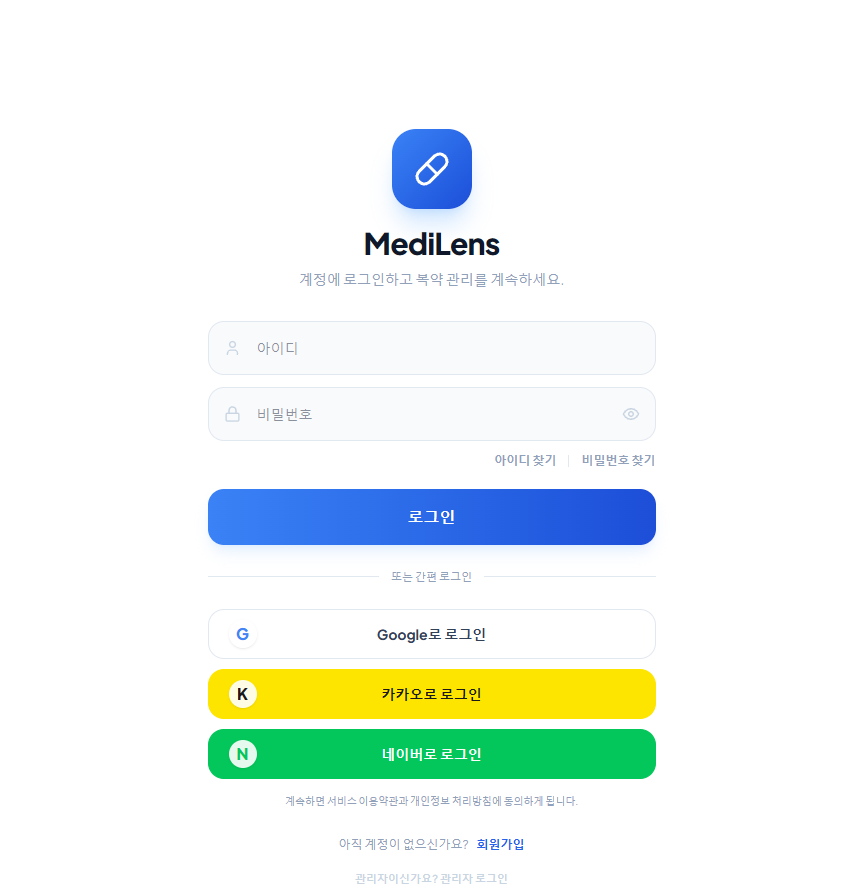 MediLens
계정에 로그인하고 복약 관리를 계속하세요.
아이디
비밀번호
아이디 찾기 | 비밀번호 찾기
로그인
또는 간편 로그인
G Google로 로그인
K 카카오로 로그인
N 네이버로 로그인
계속하면 서비스 이용약관과 개인정보 처리방침에 동의하게 됩니다.
아직 계정이 없으신가요? 회원가입
관리자이신가요? 관리자 로그인